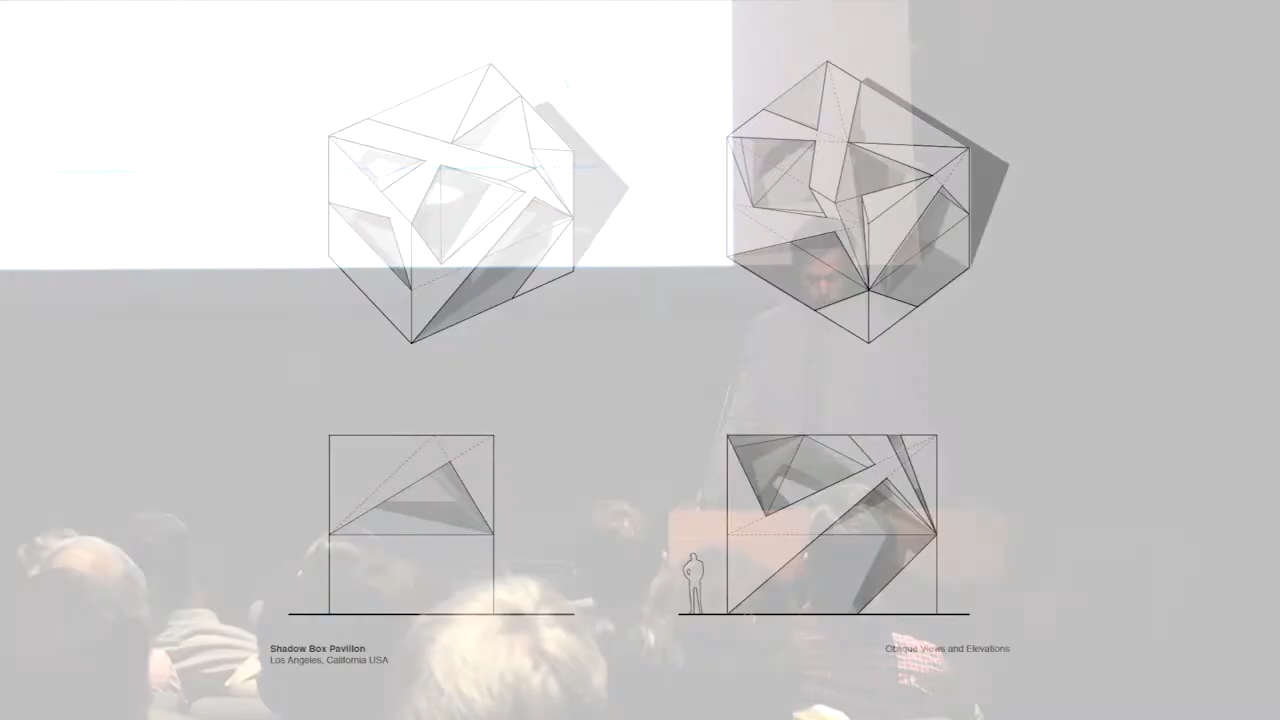 Shadow Box Pavilion
Los Angeles, California USA
Oblique Views and Elevations